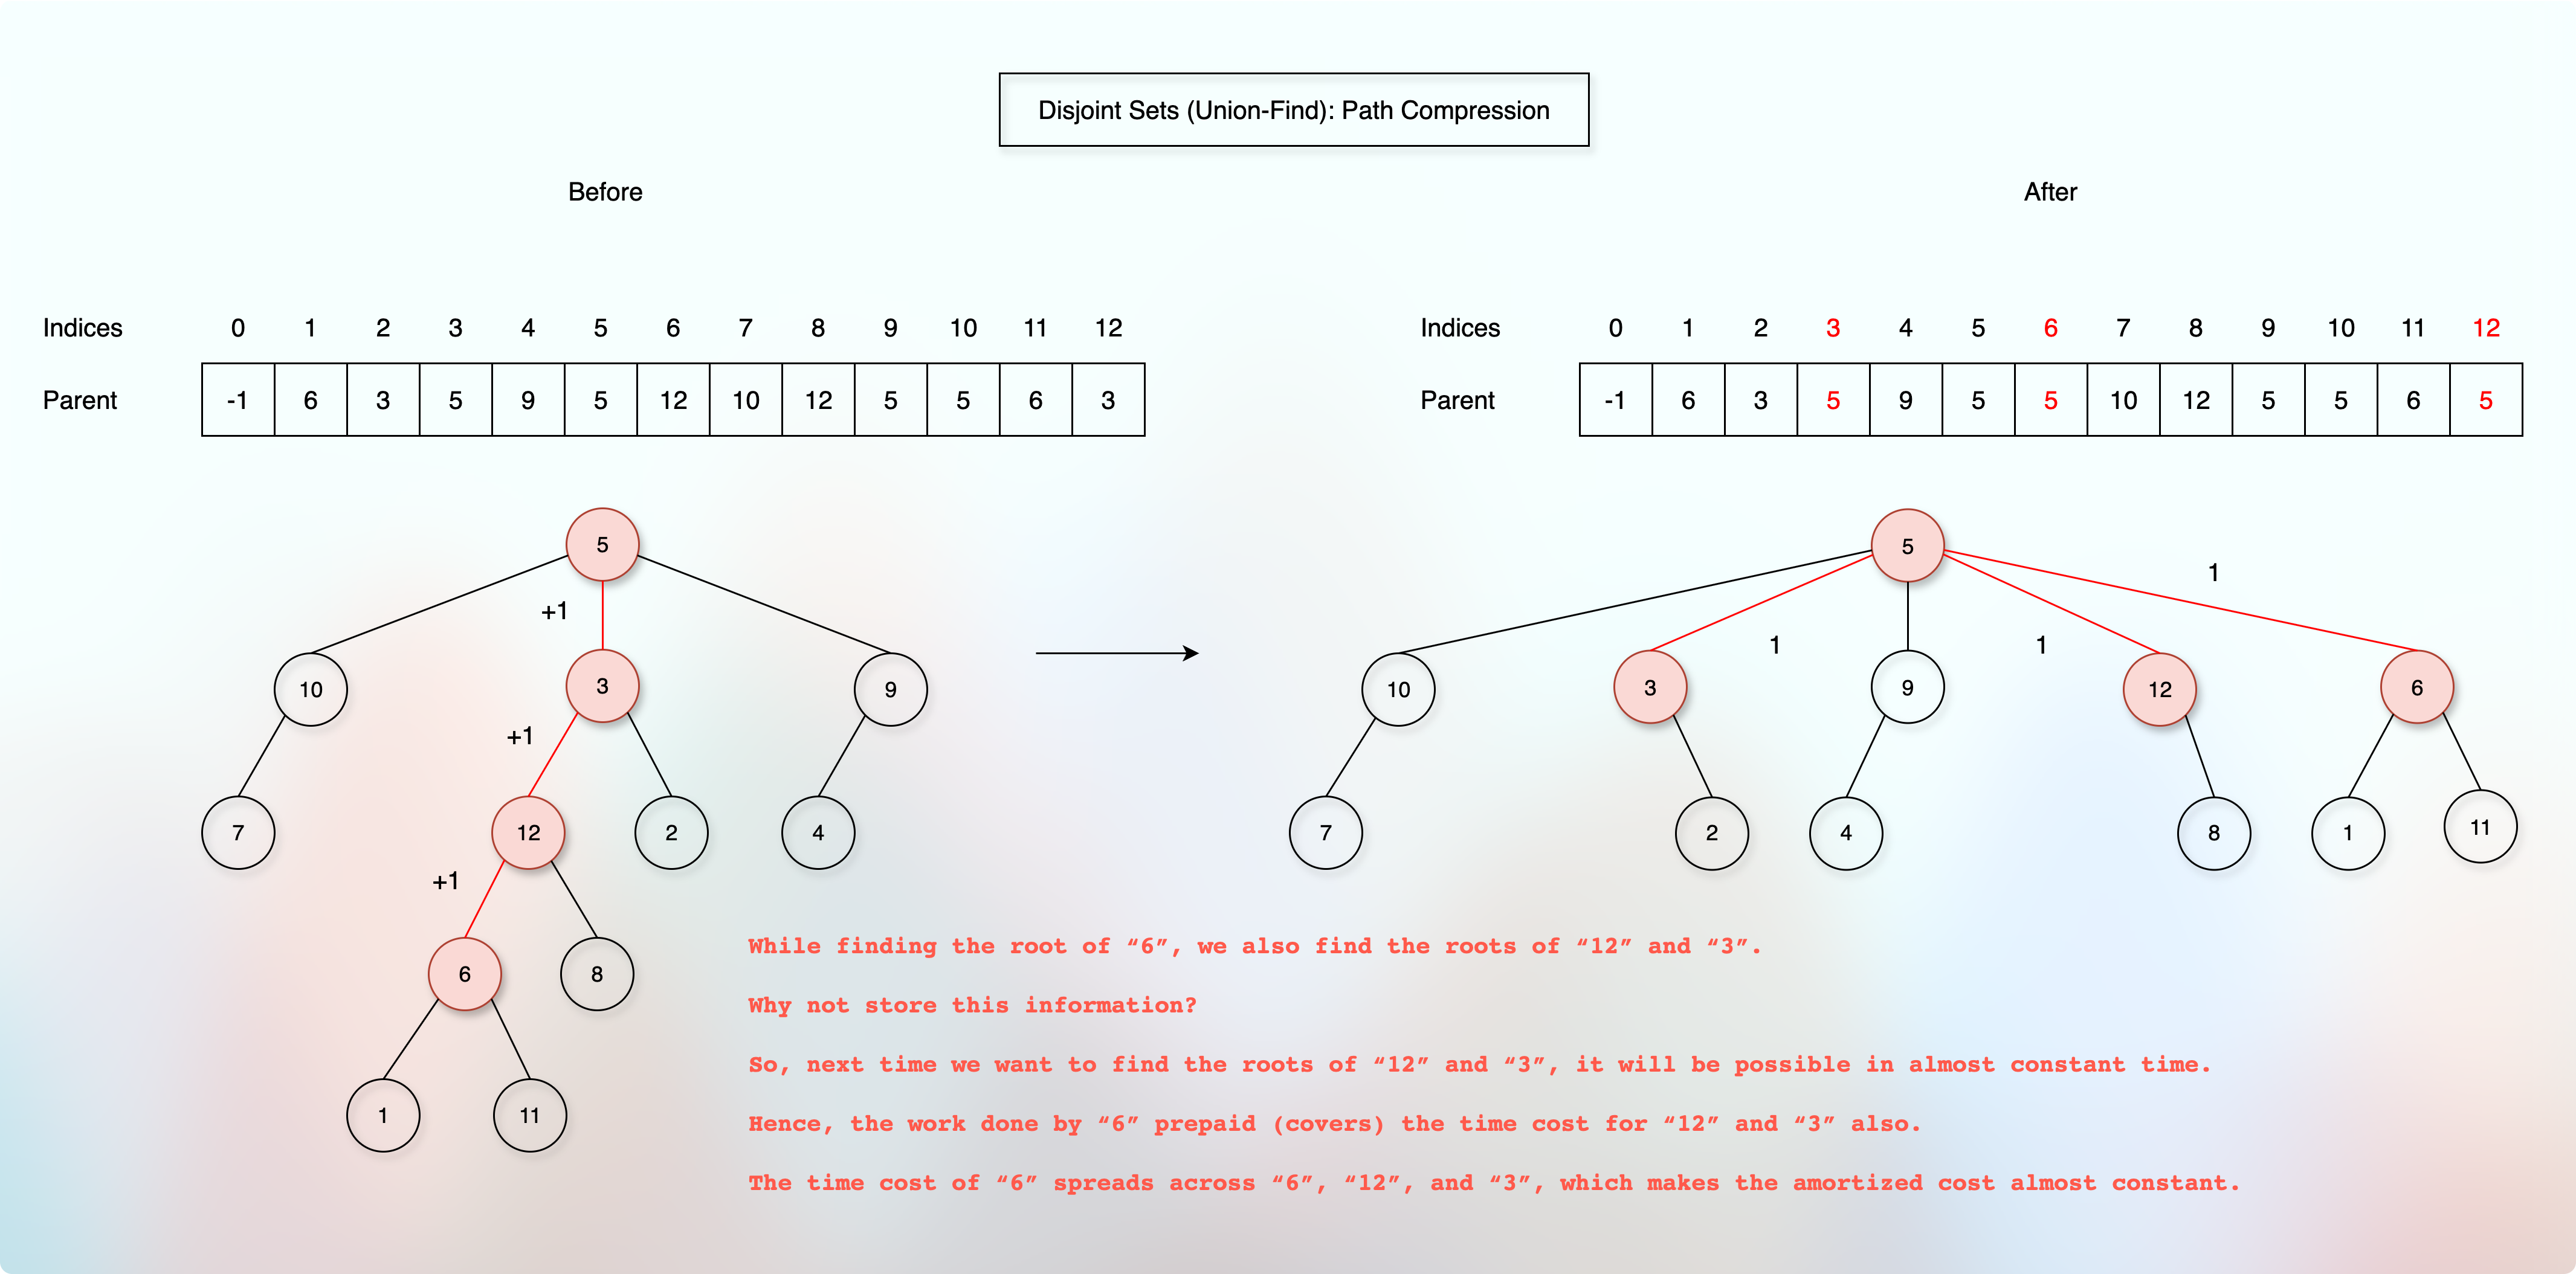 Disjoint Sets (Union-Find): Path Compression
Before
Indices 0 1 2 3 4 5 6 7 8 9 10 11 12
Parent -1 6 3 5 9 5 12 10 12 5 5 6 3
5
+1
10 3 9
+1
7 12 2 4
+1
6 8
1 11
After
Indices 0 1 2 3 4 5 6 7 8 9 10 11 12
Parent -1 6 3 5 9 5 5 10 12 5 5 6 5
5
1
1 1
10 3 9 12 6
7 2 4 8 1 11
While finding the root of “6”, we also find the roots of “12” and “3”.
Why not store this information?
So, next time we want to find the roots of “12” and “3”, it will be possible in almost constant time.
Hence, the work done by “6” prepaid (covers) the time cost for “12” and “3” also.
The time cost of “6” spreads across “6”, “12”, and “3”, which makes the amortized cost almost constant.